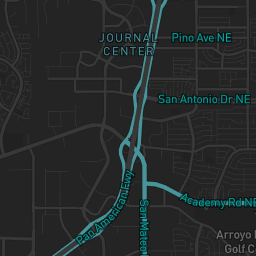 JOURNAL
CENTER
Pino Ave NE
San Antonio Dr NE
Pan American Fwy
San Mateo
Academy Rd NE
Arroyo
Golf C